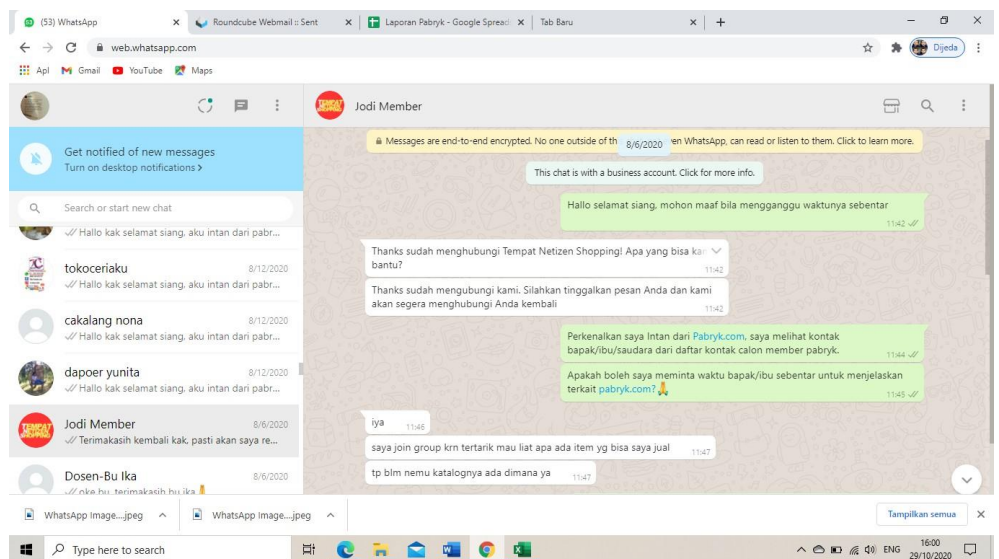 (53) WhatsApp
Roundcube Webmail :: Sent
Laporan Pabryk - Google Spread
Tab Baru
web.whatsapp.com
Dijeda
Apl
Gmail
YouTube
Maps
Get notified of new messages
Turn on desktop notifications >
Search or start new chat
Hallo kak selamat siang, aku intan dari pabr...
tokoceriaku
8/12/2020
Hallo kak selamat siang, aku intan dari pabr...
cakalang nona
8/12/2020
Hallo kak selamat siang, aku intan dari pabr...
dapoer yunita
8/12/2020
Hallo kak selamat siang, aku intan dari pabr...
TEMPAT
Jodi Member
8/6/2020
Terimakasih kembali kak, pasti akan saya re...
Dosen-Bu Ika
8/6/2020
oke bu, terimakasih bu ika
Jodi Member
Messages are end-to-end encrypted. No one outside of th
8/6/2020
en WhatsApp, can read or listen to them. Click to learn more.
This chat is with a business account. Click for more info.
Hallo selamat siang, mohon maaf bila mengganggu waktunya sebentar
11:42
Thanks sudah menghubungi Tempat Netizen Shopping! Apa yang bisa ka
bantu?
11:42
Thanks sudah mengubungi kami. Silahkan tinggalkan pesan Anda dan kami
akan segera menghubungi Anda kembali
11:42
Perkenalkan saya Intan dari Pabryk.com, saya melihat kontak
bapak/ibu/saudara dari daftar kontak calon member pabryk.
11:44
Apakah boleh saya meminta waktu bapak/ibu sebentar untuk menjelaskan
terkait pabryk.com?🙏
11:45
iya
11:46
saya join group krn tertarik mau liat apa ada item yg bisa saya jual
11:47
tp blm nemu katalognya ada dimana ya
11:47
WhatsApp Image....jpeg
WhatsApp Image....jpeg
Tampilkan semua
Type here to search
ENG
16:00
29/10/2020